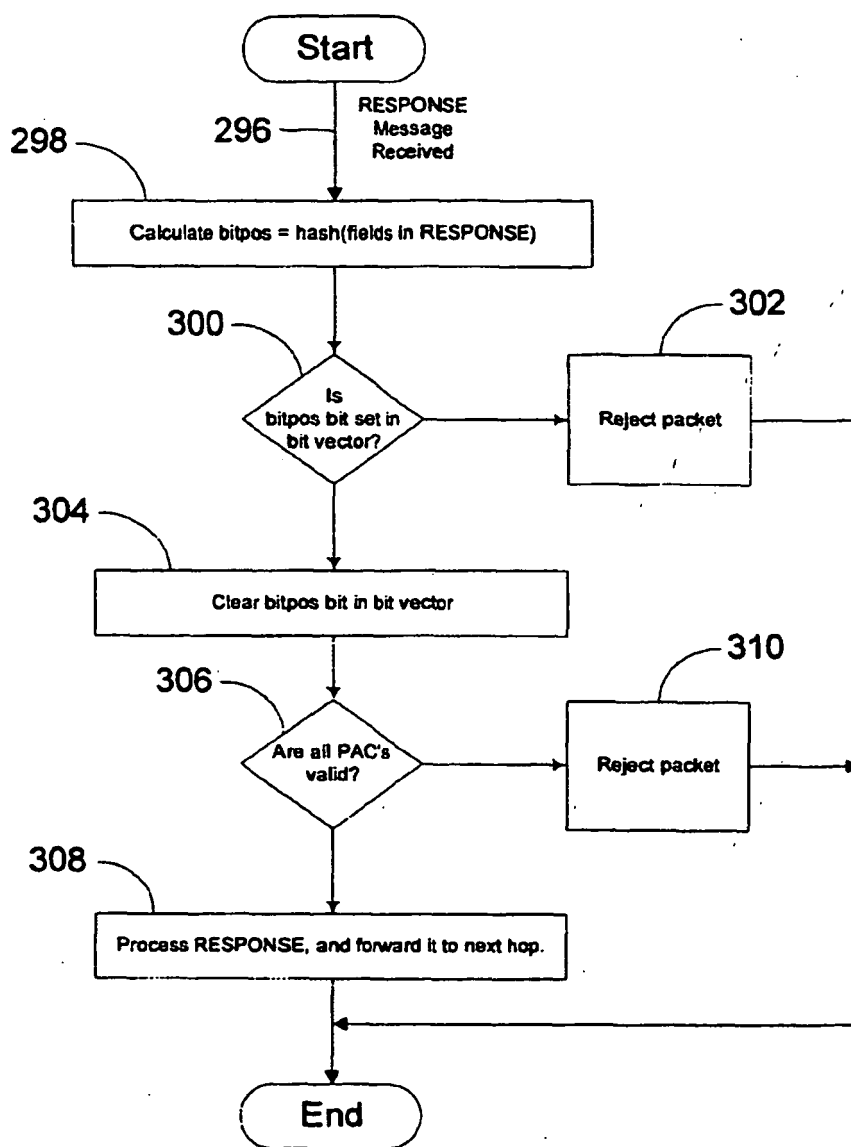 Start
296
RESPONSE
Message
Received
298
Calculate bitpos = hash(fields in RESPONSE)
300
Is
bitpos bit set in
bit vector?
302
Reject packet
304
Clear bitpos bit in bit vector
306
Are all PAC's
valid?
310
Reject packet
308
Process RESPONSE, and forward it to next hop.
End